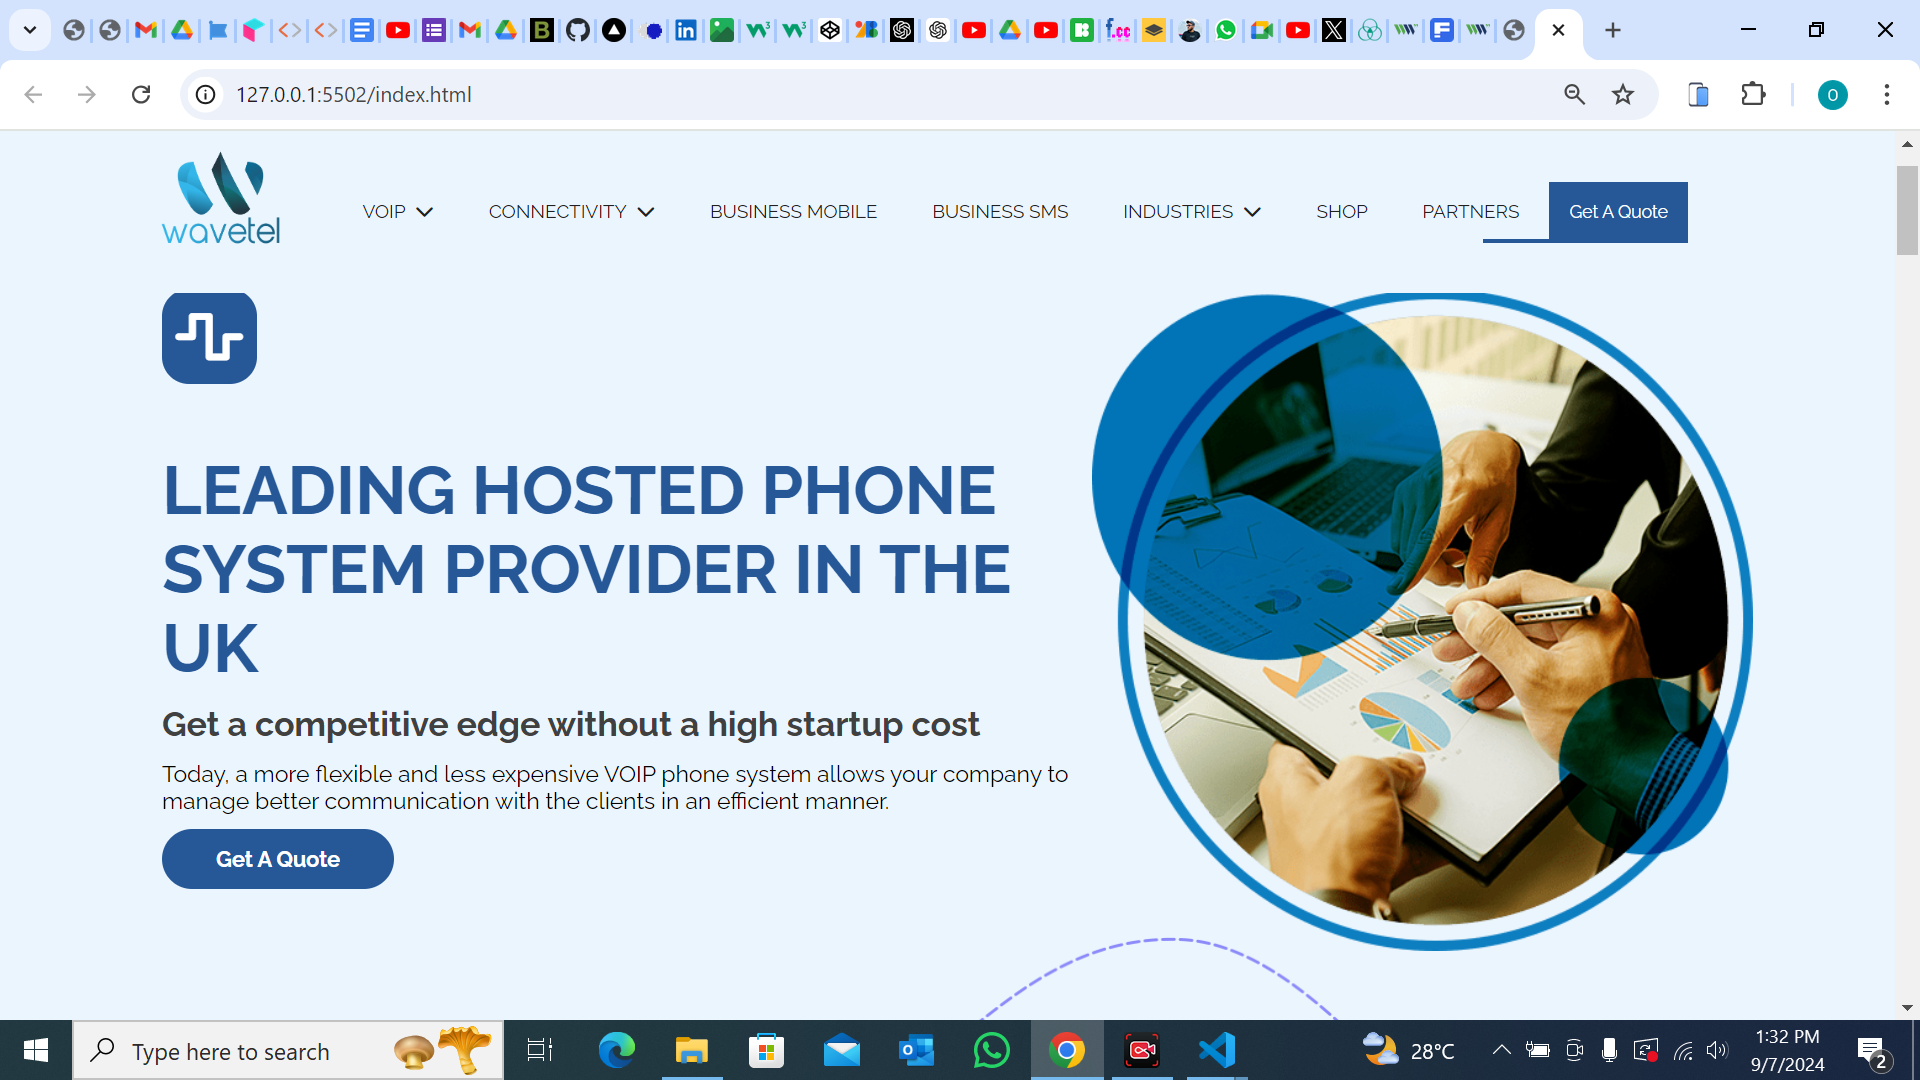 127.0.0.1:5502/index.html
O
wavetel
VOIP
CONNECTIVITY
BUSINESS MOBILE
BUSINESS SMS
INDUSTRIES
SHOP
PARTNERS
Get A Quote
LEADING HOSTED PHONE
SYSTEM PROVIDER IN THE
UK
Get a competitive edge without a high startup cost
Today, a more flexible and less expensive VOIP phone system allows your company to
manage better communication with the clients in an efficient manner.
Get A Quote
Type here to search
28°C
1:32 PM
9/7/2024
2